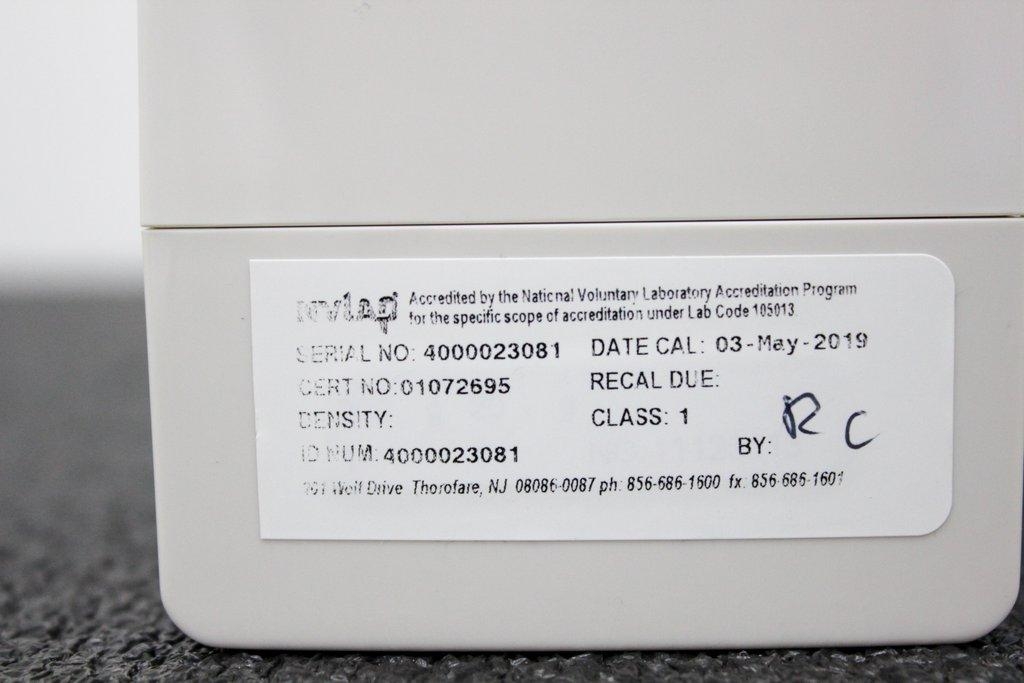 nvlap® Accredited by the National Voluntary Laboratory Accreditation Program
for the specific scope of accreditation under Lab Code 105013
SERIAL NO: 4000023081 DATE CAL: 03-May-2019
CERT NO:01072695 RECAL DUE:
DENSITY: CLASS: 1
ID NUM: 4000023081 BY: RC
101 Wolf Drive Thorofare, NJ 08086-0087 ph: 856-686-1600 fx: 856-686-1601